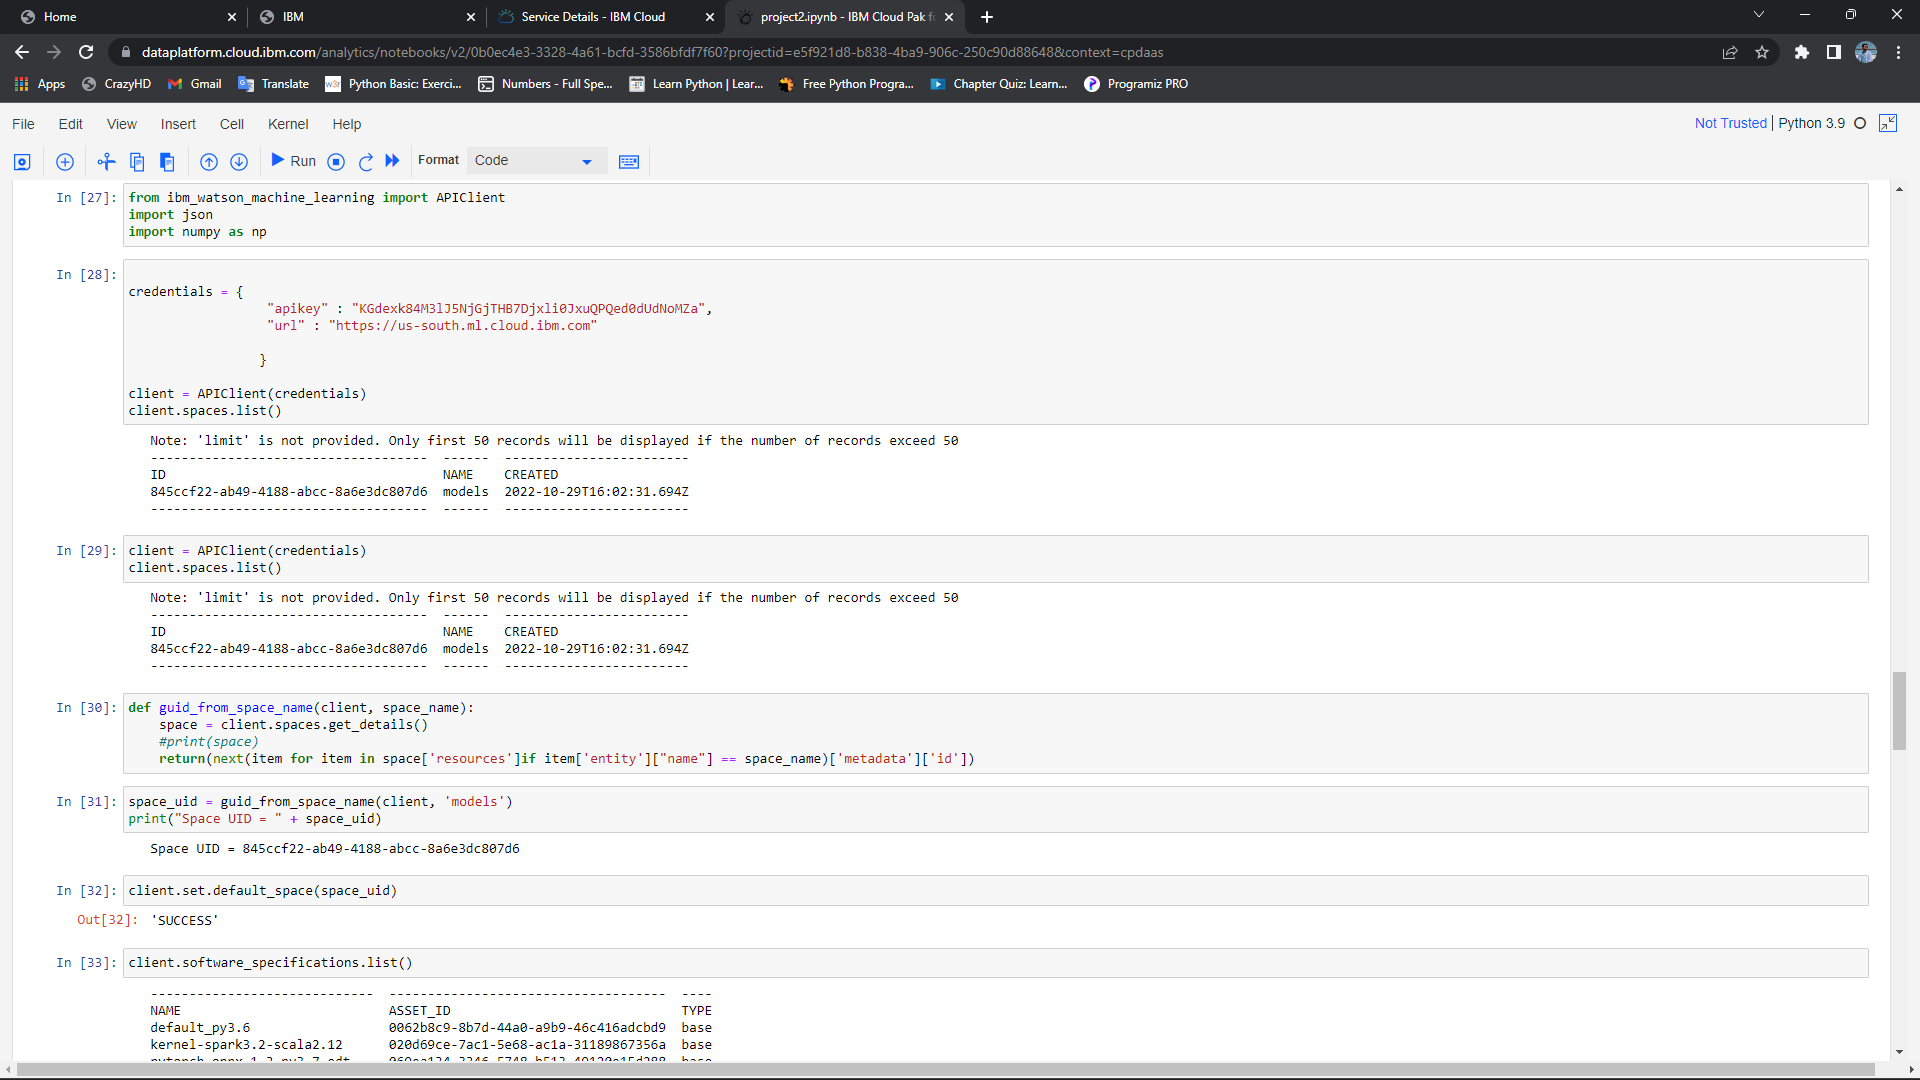 Home
IBM
Service Details - IBM Cloud
project2.ipynb - IBM Cloud Pak f
dataplatform.cloud.ibm.com/analytics/notebooks/v2/0b0ec4e3-3328-4a61-bcfd-3586bfdf7f60?projectid=e5f921d8-b838-4ba9-906c-250c90d88648&context=cpdaas
Apps
CrazyHD
Gmail
Translate
Python Basic: Exerci...
Numbers - Full Spe...
Learn Python | Lear...
Free Python Progra...
Chapter Quiz: Learn...
Programiz PRO
File Edit View Insert Cell Kernel Help
Not Trusted | Python 3.9
Run
Format
Code
In [27]: from ibm_watson_machine_learning import APIClient
import json
import numpy as np
In [28]:
credentials = {
"apikey" : "KGdexk84M3lJ5NjGjTHB7Djxli0JxuQPQed0dUdNoMZa",
"url" : "https://us-south.ml.cloud.ibm.com"
}
client = APIClient(credentials)
client.spaces.list()
Note: 'limit' is not provided. Only first 50 records will be displayed if the number of records exceed 50
------------------------------------ ------ ------------------------
ID NAME CREATED
845ccf22-ab49-4188-abcc-8a6e3dc807d6 models 2022-10-29T16:02:31.694Z
------------------------------------ ------ ------------------------
In [29]: client = APIClient(credentials)
client.spaces.list()
Note: 'limit' is not provided. Only first 50 records will be displayed if the number of records exceed 50
------------------------------------ ------ ------------------------
ID NAME CREATED
845ccf22-ab49-4188-abcc-8a6e3dc807d6 models 2022-10-29T16:02:31.694Z
------------------------------------ ------ ------------------------
In [30]: def guid_from_space_name(client, space_name):
space = client.spaces.get_details()
#print(space)
return(next(item for item in space['resources']if item['entity']["name"] == space_name)['metadata']['id'])
In [31]: space_uid = guid_from_space_name(client, 'models')
print("Space UID = " + space_uid)
Space UID = 845ccf22-ab49-4188-abcc-8a6e3dc807d6
In [32]: client.set.default_space(space_uid)
Out[32]: 'SUCCESS'
In [33]: client.software_specifications.list()
----------------------------- ------------------------------------ ----
NAME ASSET_ID TYPE
default_py3.6 0062b8c9-8b7d-44a0-a9b9-46c416adcbd9 base
kernel-spark3.2-scala2.12 020d69ce-7ac1-5e68-ac1a-31189867356a base